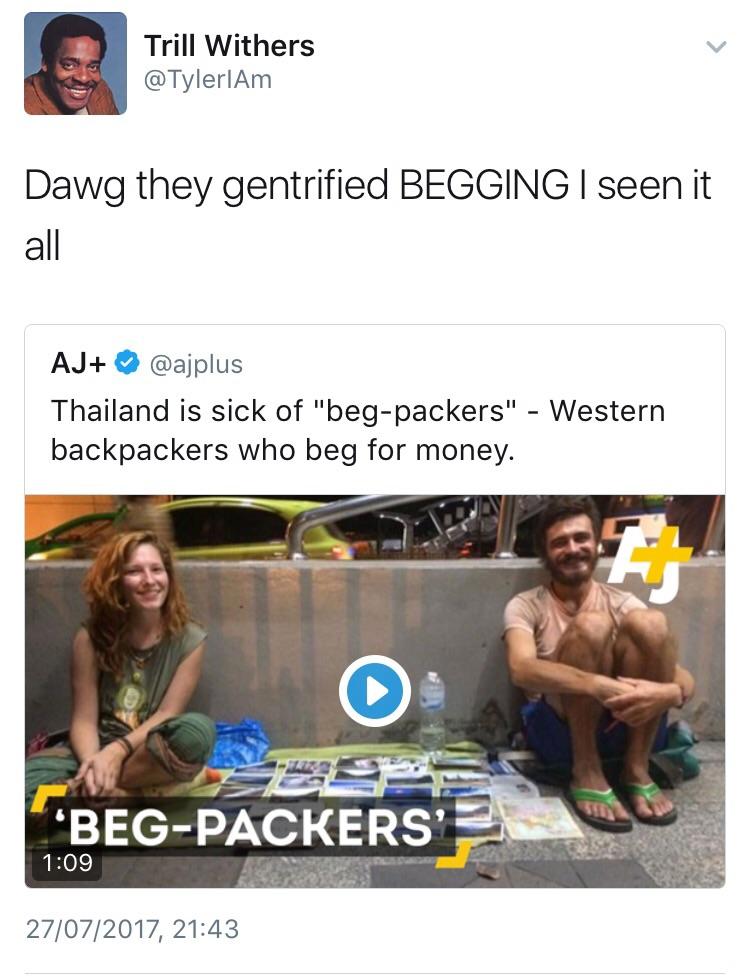 Trill Withers
@TylerIAm
Dawg they gentrified BEGGING I seen it
all
AJ+ @ajplus
Thailand is sick of "beg-packers" - Western
backpackers who beg for money.
AJ+
‘BEG-PACKERS’
1:09
27/07/2017, 21:43